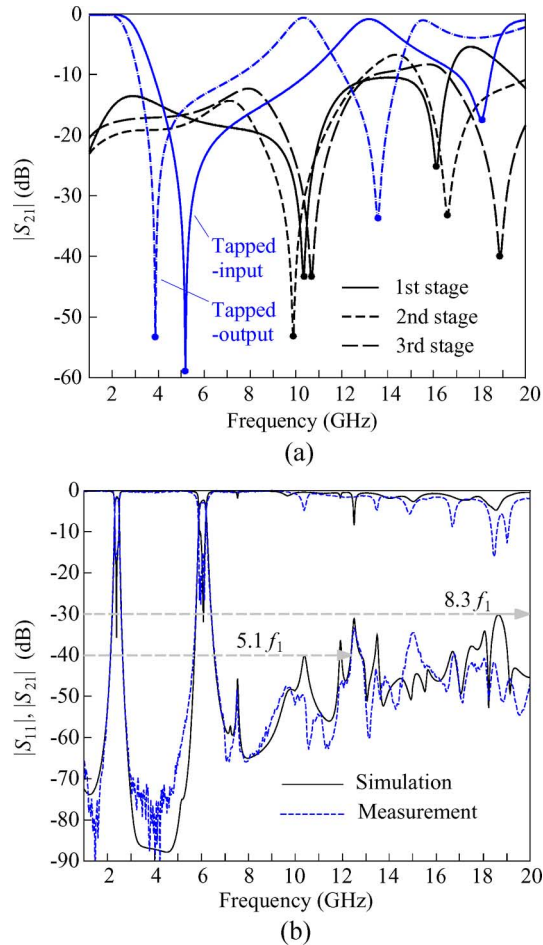 0
-10
-20
-30
-40
-50
-60
|S21| (dB)
Tapped
-input
Tapped
-output
1st stage
2nd stage
3rd stage
2 4 6 8 10 12 14 16 18 20
Frequency (GHz)
(a)
0
-10
-20
-30
-40
-50
-60
-70
-80
-90
|S11|, |S21| (dB)
8.3 f1
5.1 f1
Simulation
Measurement
2 4 6 8 10 12 14 16 18 20
Frequency (GHz)
(b)